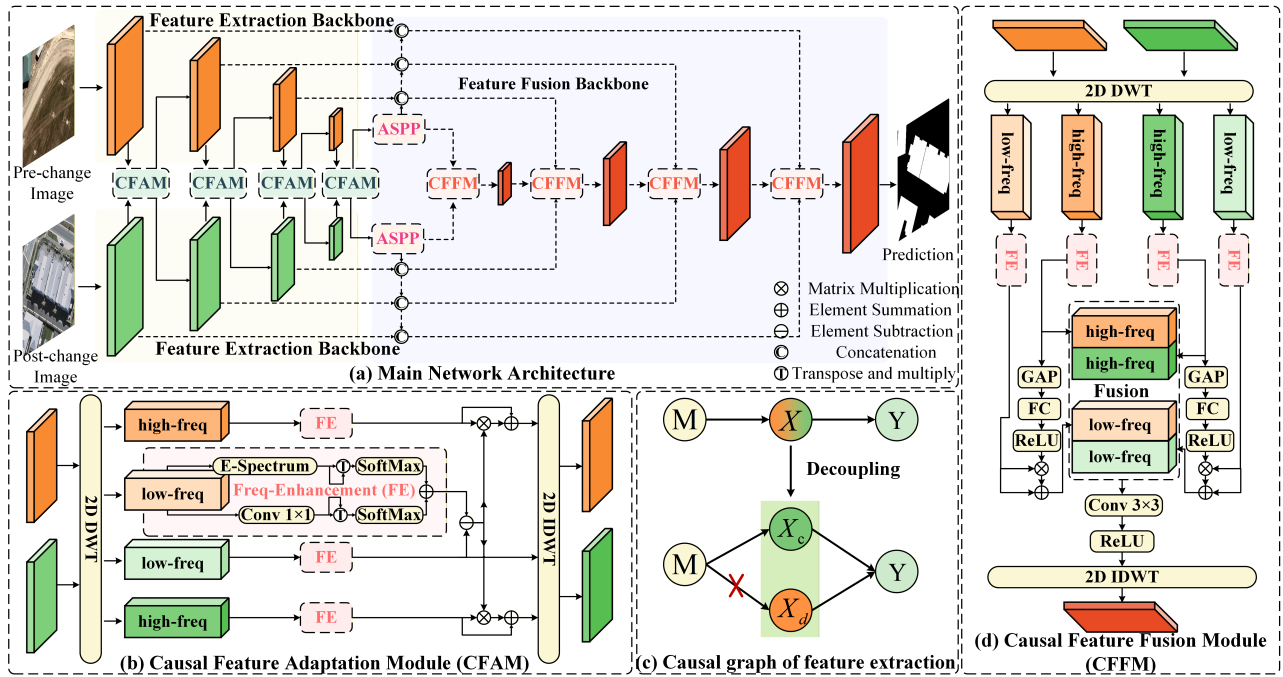 Feature Extraction Backbone
Pre-change
Image
CFAM CFAM CFAM CFAM
ASPP
Feature Fusion Backbone
CFFM CFFM CFFM CFFM
ASPP
Prediction
Post-change
Image
Feature Extraction Backbone
Matrix Multiplication
Element Summation
Element Subtraction
C Concatenation
T Transpose and multiply
(a) Main Network Architecture
2D DWT
high-freq
FE
low-freq
E-Spectrum
T
SoftMax
Freq-Enhancement (FE)
Conv 1×1
T
SoftMax
low-freq
FE
high-freq
FE
2D IDWT
(b) Causal Feature Adaptation Module (CFAM)
M X Y
Decoupling
M
Xc
Xd
Y
(c) Causal graph of feature extraction
2D DWT
low-freq high-freq high-freq low-freq
FE FE FE FE
high-freq
high-freq
Fusion
low-freq
low-freq
GAP
FC
ReLU
GAP
FC
ReLU
Conv 3×3
ReLU
2D IDWT
(d) Causal Feature Fusion Module
(CFFM)